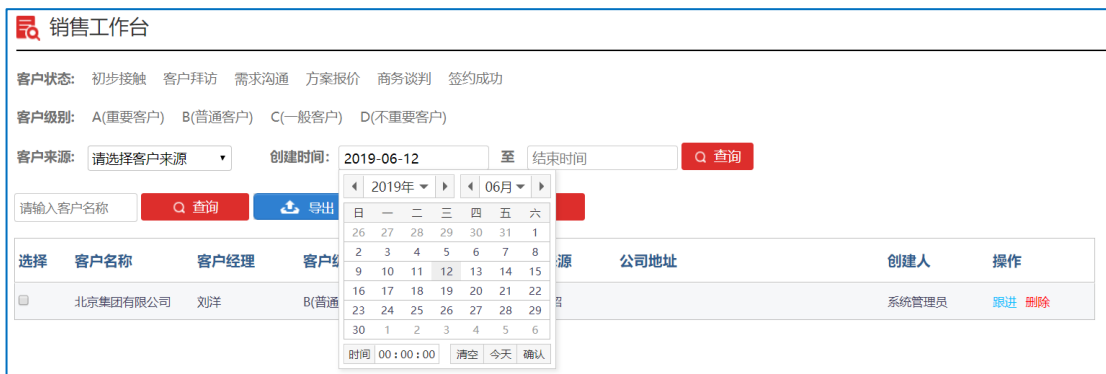 销售工作台
客户状态: 初步接触 客户拜访 需求沟通 方案报价 商务谈判 签约成功
客户级别: A(重要客户) B(普通客户) C(一般客户) D(不重要客户)
客户来源: 请选择客户来源 创建时间: 2019-06-12 至 结束时间 查询
请输入客户名称 查询 导出
2019年 06月
日 一 二 三 四 五 六
26 27 28 29 30 31 1
2 3 4 5 6 7 8
9 10 11 12 13 14 15
16 17 18 19 20 21 22
23 24 25 26 27 28 29
30 1 2 3 4 5 6
时间 00:00:00 清空 今天 确认
选择 客户名称 客户经理 客户 源 公司地址 创建人 操作
北京集团有限公司 刘洋 B(普通 系统管理员 跟进 删除